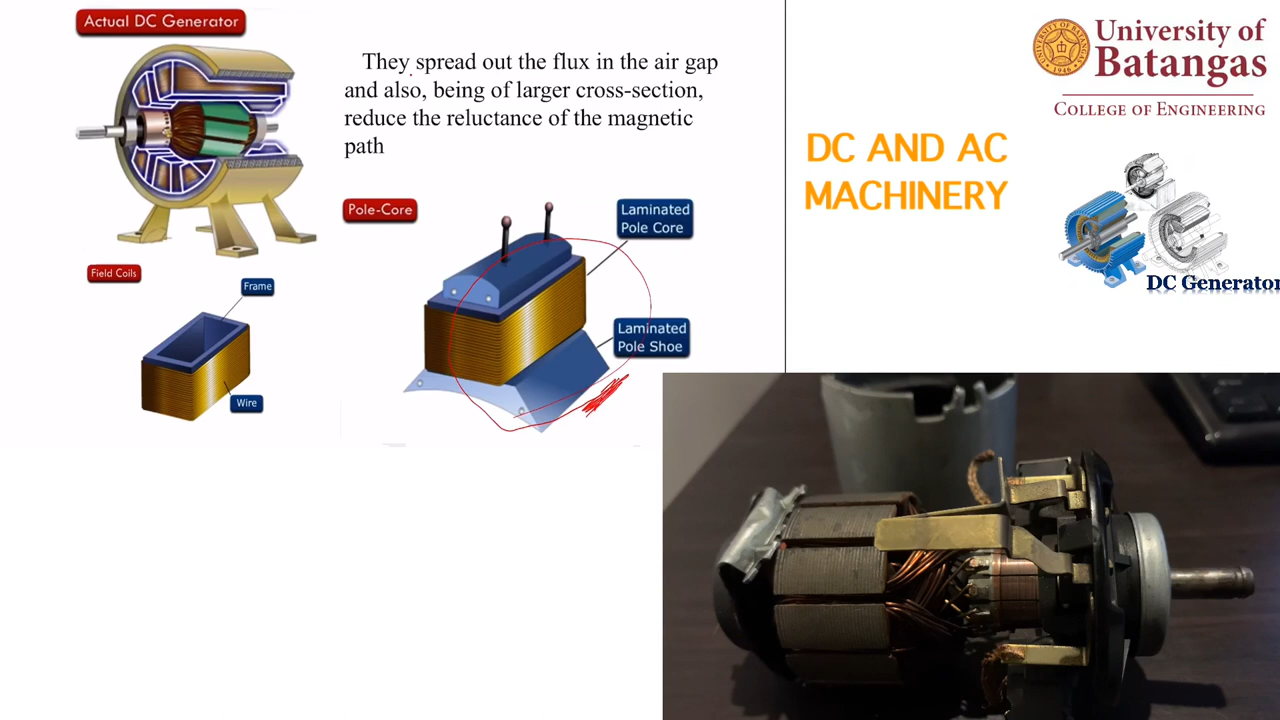 Actual DC Generator
They spread out the flux in the air gap
and also, being of larger cross-section,
reduce the reluctance of the magnetic
path
Pole-Core
Laminated
Pole Core
Laminated
Pole Shoe
Field Coils
Frame
Wire
University of
Batangas
COLLEGE OF ENGINEERING
1946
DC AND AC
MACHINERY
DC Generator